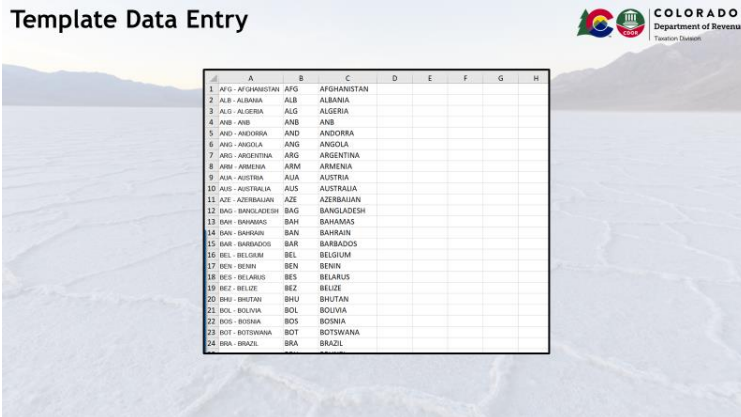 Template Data Entry
COLORADO
Department of Revenu
Taxation Division
CDOR
A B C D E F G H
1 AFG - AFGHANISTAN AFG AFGHANISTAN
2 ALB - ALBANIA ALB ALBANIA
3 ALG - ALGERIA ALG ALGERIA
4 ANB - ANB ANB ANB
5 AND - ANDORRA AND ANDORRA
6 ANG - ANGOLA ANG ANGOLA
7 ARG - ARGENTINA ARG ARGENTINA
8 ARM - ARMENIA ARM ARMENIA
9 AUA - AUSTRIA AUA AUSTRIA
10 AUS - AUSTRALIA AUS AUSTRALIA
11 AZE - AZERBAIJAN AZE AZERBAIJAN
12 BAG - BANGLADESH BAG BANGLADESH
13 BAH - BAHAMAS BAH BAHAMAS
14 BAN - BAHRAIN BAN BAHRAIN
15 BAR - BARBADOS BAR BARBADOS
16 BEL - BELGIUM BEL BELGIUM
17 BEN - BENIN BEN BENIN
18 BES - BELARUS BES BELARUS
19 BEZ - BELIZE BEZ BELIZE
20 BHU - BHUTAN BHU BHUTAN
21 BOL - BOLIVIA BOL BOLIVIA
22 BOS - BOSNIA BOS BOSNIA
23 BOT - BOTSWANA BOT BOTSWANA
24 BRA - BRAZIL BRA BRAZIL